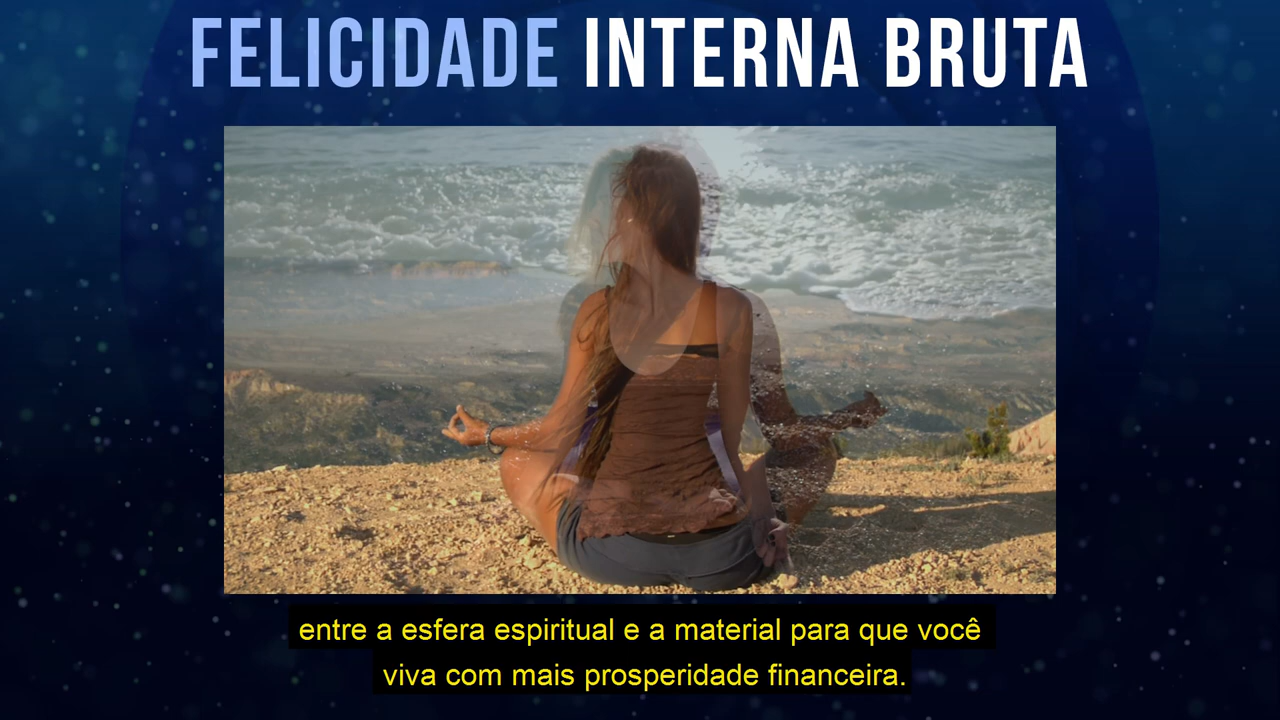 FELICIDADE INTERNA BRUTA
entre a esfera espiritual e a material para que você
viva com mais prosperidade financeira.